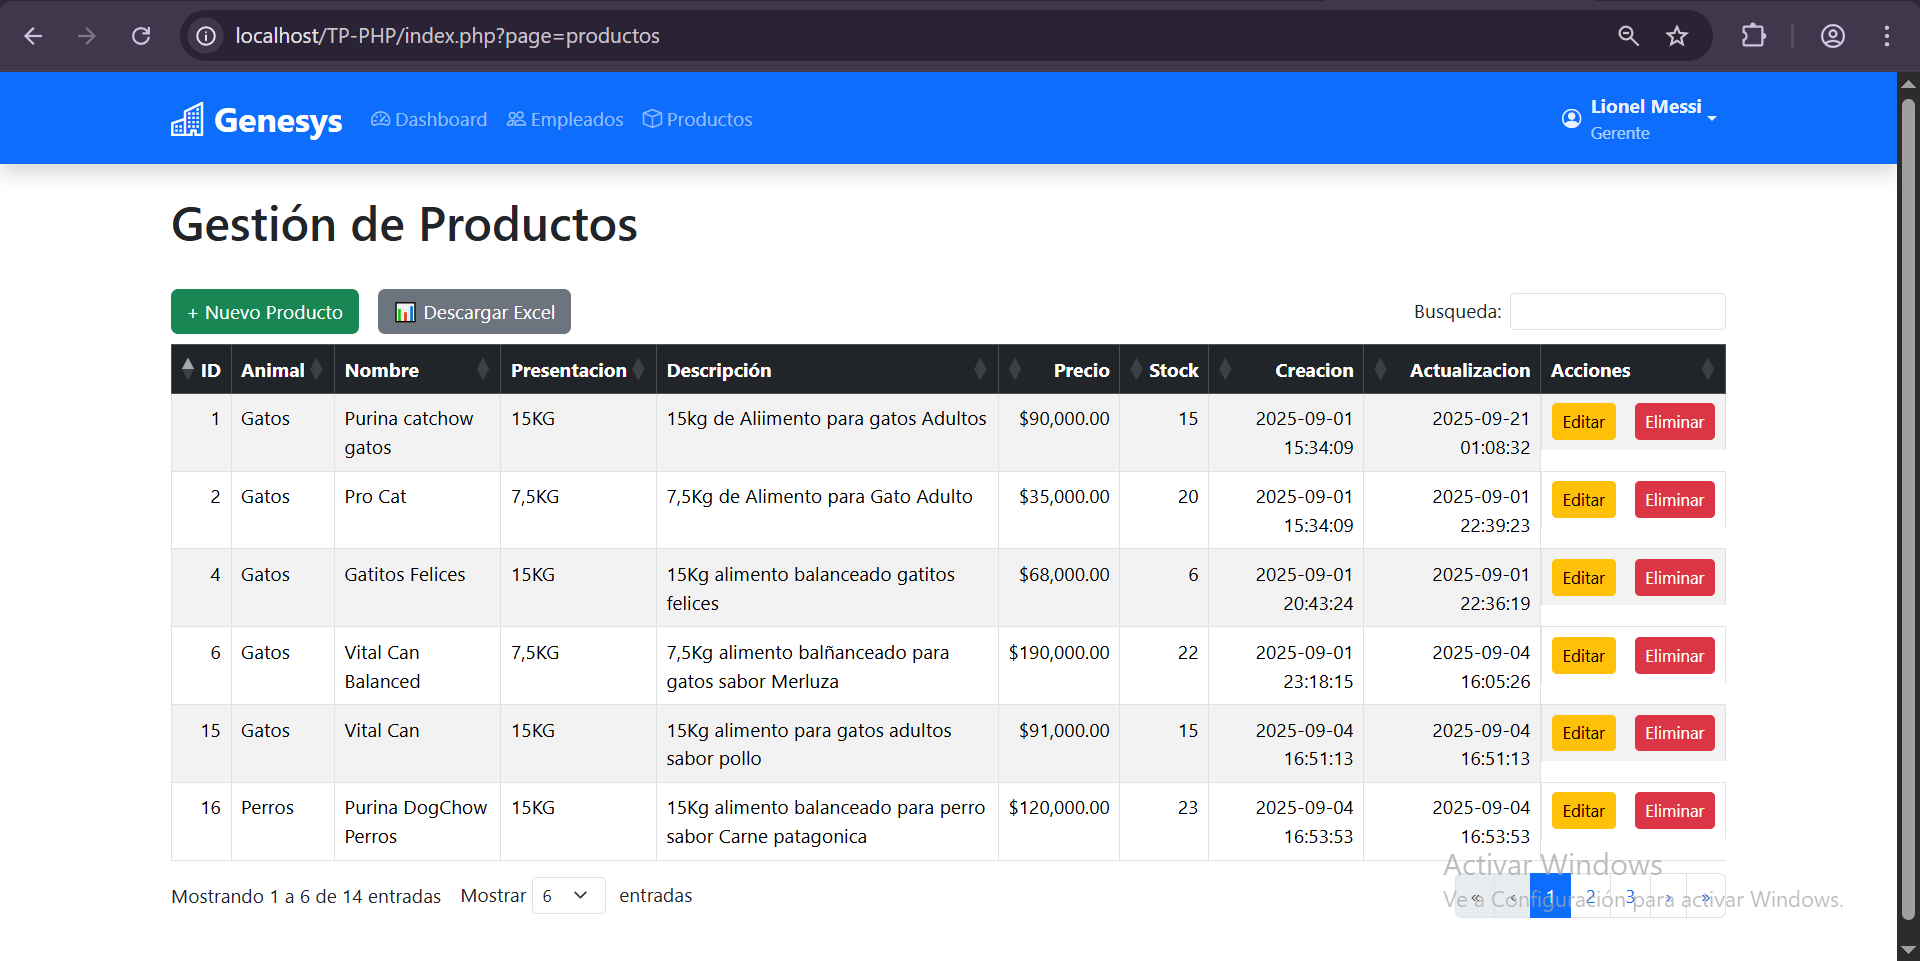 localhost/TP-PHP/index.php?page=productos
Genesys Dashboard Empleados Productos
Lionel Messi
Gerente
Gestión de Productos
+ Nuevo Producto Descargar Excel Busqueda:
ID Animal Nombre Presentacion Descripción Precio Stock Creacion Actualizacion Acciones
1 Gatos Purina catchow 15KG 15kg de Aliimento para gatos Adultos $90,000.00 15 2025-09-01 2025-09-21 Editar Eliminar
gatos 15:34:09 01:08:32
2 Gatos Pro Cat 7,5KG 7,5Kg de Alimento para Gato Adulto $35,000.00 20 2025-09-01 2025-09-01 Editar Eliminar
15:34:09 22:39:23
4 Gatos Gatitos Felices 15KG 15Kg alimento balanceado gatitos $68,000.00 6 2025-09-01 2025-09-01 Editar Eliminar
felices 20:43:24 22:36:19
6 Gatos Vital Can 7,5KG 7,5Kg alimento balñanceado para $190,000.00 22 2025-09-01 2025-09-04 Editar Eliminar
Balanced gatos sabor Merluza 23:18:15 16:05:26
15 Gatos Vital Can 15KG 15Kg alimento para gatos adultos $91,000.00 15 2025-09-04 2025-09-04 Editar Eliminar
sabor pollo 16:51:13 16:51:13
16 Perros Purina DogChow 15KG 15Kg alimento balanceado para perro $120,000.00 23 2025-09-04 2025-09-04 Editar Eliminar
Perros sabor Carne patagonica 16:53:53 16:53:53
Mostrando 1 a 6 de 14 entradas Mostrar 6 entradas « ‹ 1 2 3 › »
Activar Windows
Ve a Configuración para activar Windows.